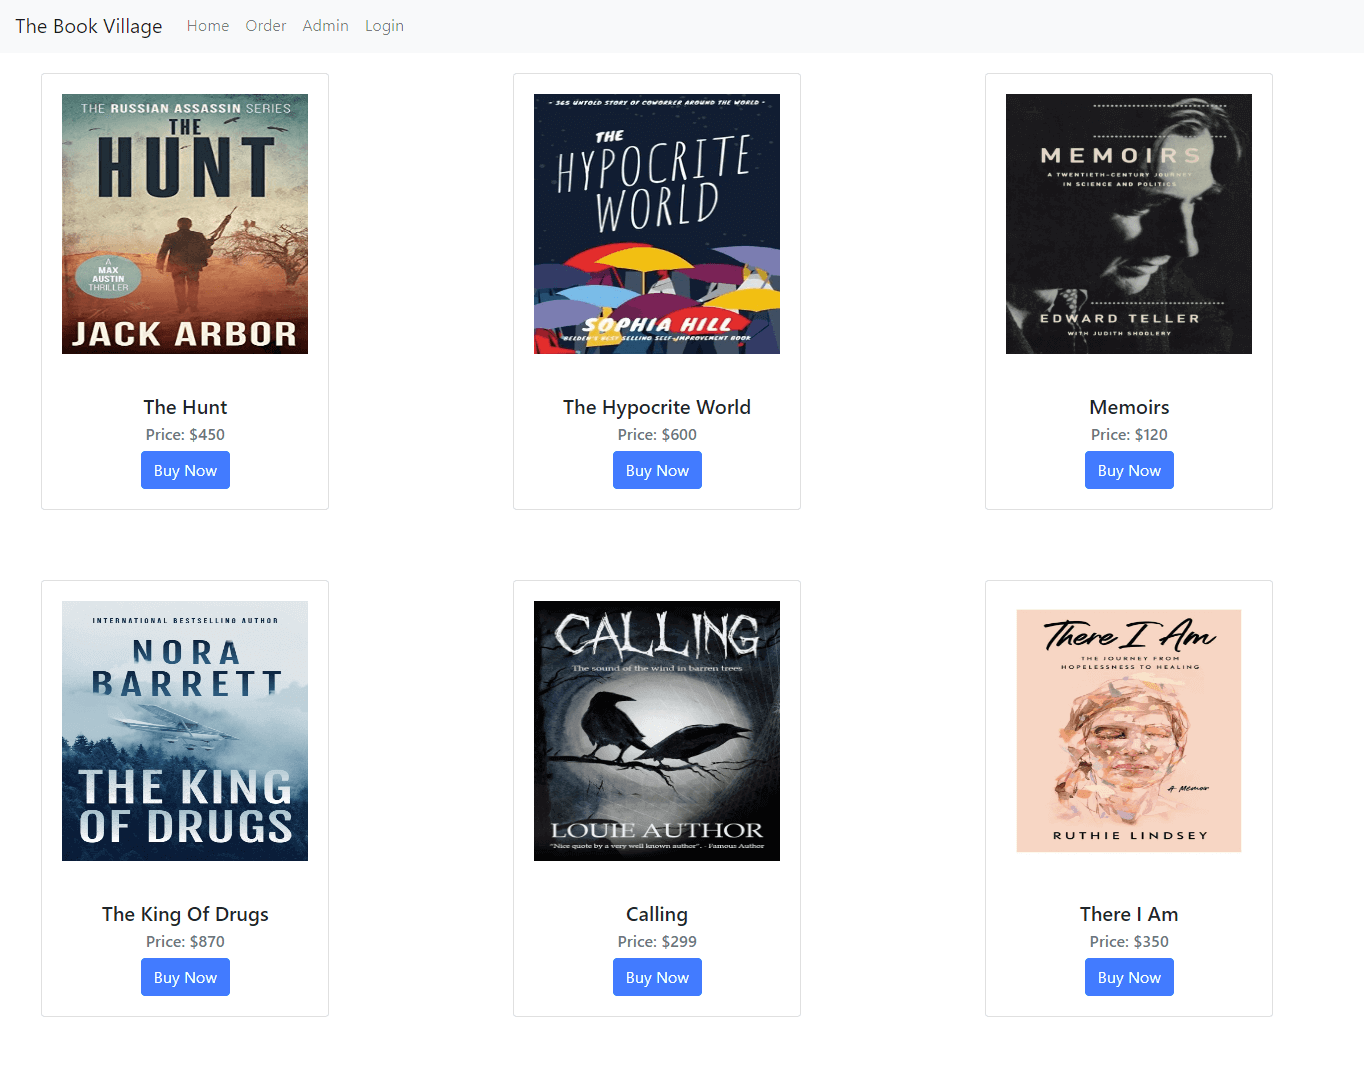 The Book Village Home Order Admin Login
THE RUSSIAN ASSASSIN SERIES
THE
HUNT
A
MAX
AUSTIN
THRILLER
JACK ARBOR
The Hunt
Price: $450
Buy Now
- 365 UNTOLD STORY OF COWORKER AROUND THE WORLD -
THE
HYPOCRITE
WORLD
SOPHIA HILL
BELDEN'S BEST SELLING SELF-IMPROVEMENT BOOK
The Hypocrite World
Price: $600
Buy Now
MEMOIRS
A TWENTIETH-CENTURY JOURNEY
IN SCIENCE AND POLITICS
EDWARD TELLER
WITH JUDITH SHOOLERY
Memoirs
Price: $120
Buy Now
INTERNATIONAL BESTSELLING AUTHOR
NORA
BARRETT
THE KING
OF DRUGS
The King Of Drugs
Price: $870
Buy Now
CALLING
The sound of the wind in barren trees
LOUIE AUTHOR
"Nice quote by a very well known author". - Famous Author
Calling
Price: $299
Buy Now
There I Am
THE JOURNEY FROM
HOPELESSNESS TO HEALING
A Memoir
RUTHIE LINDSEY
There I Am
Price: $350
Buy Now